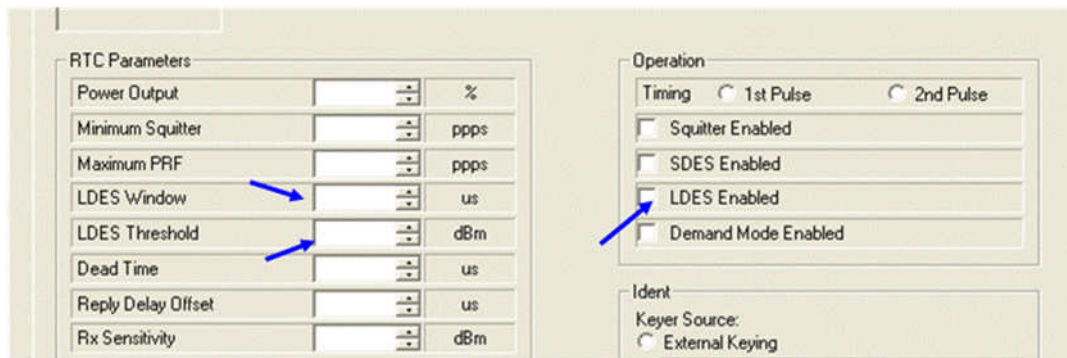 RTC Parameters
Power Output %
Minimum Squitter ppps
Maximum PRF ppps
LDES Window us
LDES Threshold dBm
Dead Time us
Reply Delay Offset us
Rx Sensitivity dBm
Operation
Timing 1st Pulse 2nd Pulse
Squitter Enabled
SDES Enabled
LDES Enabled
Demand Mode Enabled
Ident
Keyer Source:
External Keying